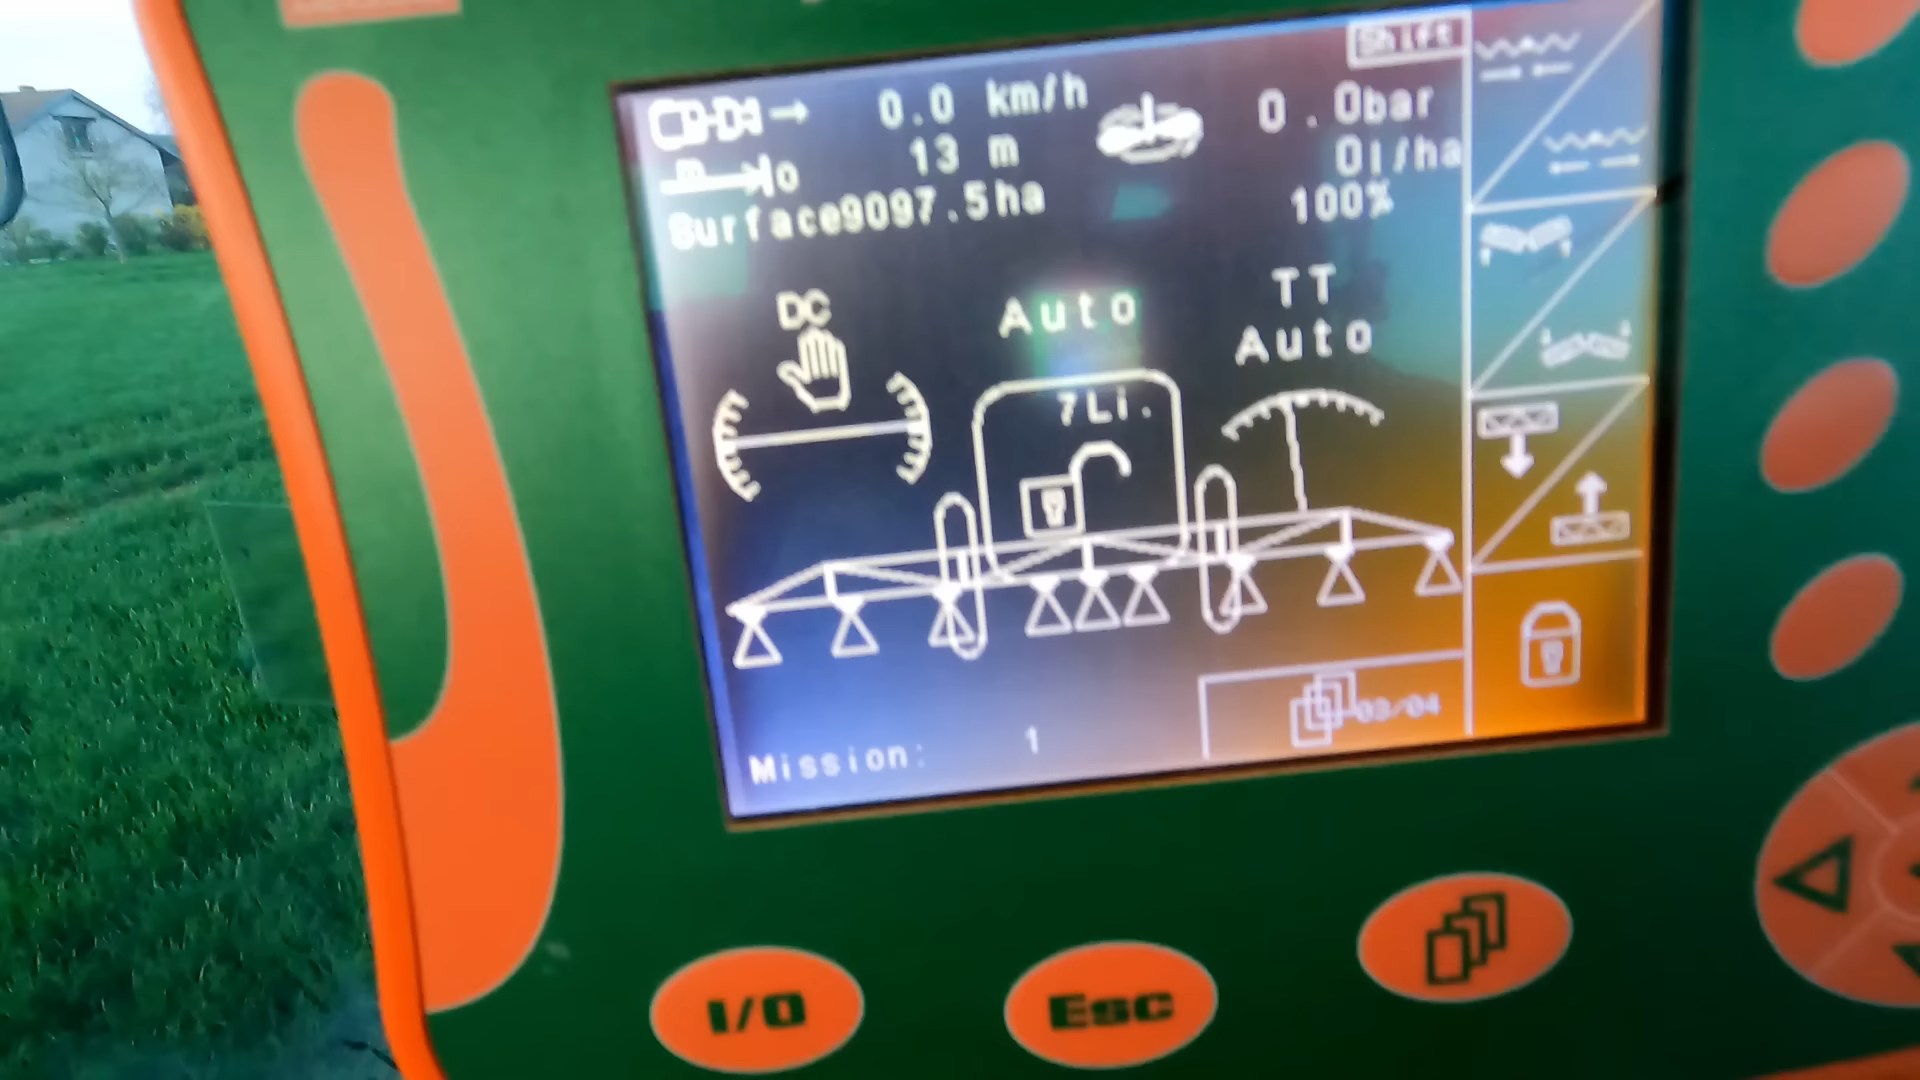 Shift
0.0 km/h
0.0bar
13 m
0l/ha
Surface9097.5ha
100%
DC
Auto
TT
Auto
7Li.
03/04
Mission: 1
I/O
Esc